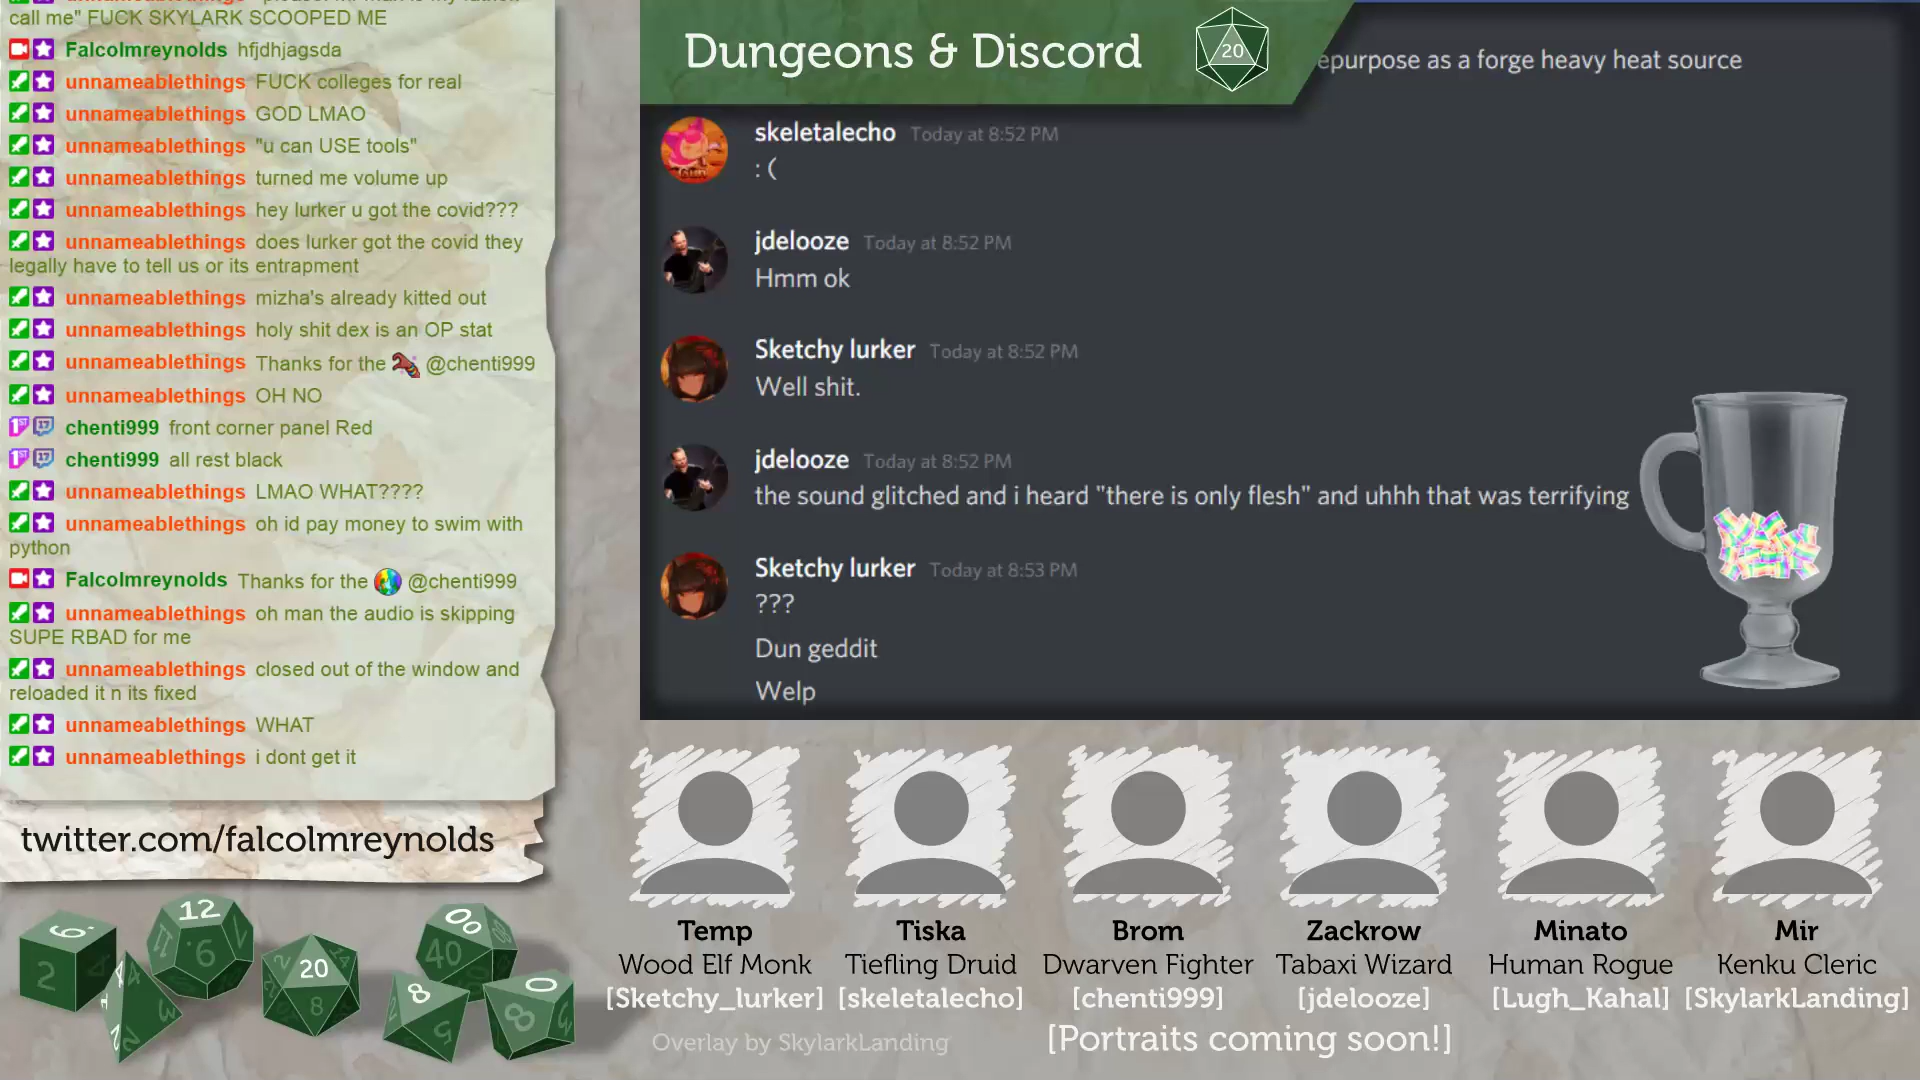 call me" FUCK SKYLARK SCOOPED ME
Falcolmreynolds hfjdhjagsda
unnameablethings FUCK colleges for real
unnameablethings GOD LMAO
unnameablethings "u can USE tools"
unnameablethings turned me volume up
unnameablethings hey lurker u got the covid???
unnameablethings does lurker got the covid they
legally have to tell us or its entrapment
unnameablethings mizha's already kitted out
unnameablethings holy shit dex is an OP stat
unnameablethings Thanks for the @chenti999
unnameablethings OH NO
chenti999 front corner panel Red
chenti999 all rest black
unnameablethings LMAO WHAT????
unnameablethings oh id pay money to swim with
python
Falcolmreynolds Thanks for the @chenti999
unnameablethings oh man the audio is skipping
SUPE RBAD for me
unnameablethings closed out of the window and
reloaded it n its fixed
unnameablethings WHAT
unnameablethings i dont get it
twitter.com/falcolmreynolds
Dungeons & Discord
20
epurpose as a forge heavy heat source
skeletalecho Today at 8:52 PM
: (
jdelooze Today at 8:52 PM
Hmm ok
Sketchy lurker Today at 8:52 PM
Well shit.
jdelooze Today at 8:52 PM
the sound glitched and i heard "there is only flesh" and uhhh that was terrifying
Sketchy lurker Today at 8:53 PM
???
Dun geddit
Welp
Temp
Wood Elf Monk
[Sketchy_lurker]
Tiska
Tiefling Druid
[skeletalecho]
Brom
Dwarven Fighter
[chenti999]
Zackrow
Tabaxi Wizard
[jdelooze]
Minato
Human Rogue
[Lugh_Kahal]
Mir
Kenku Cleric
[SkylarkLanding]
Overlay by SkylarkLanding
[Portraits coming soon!]